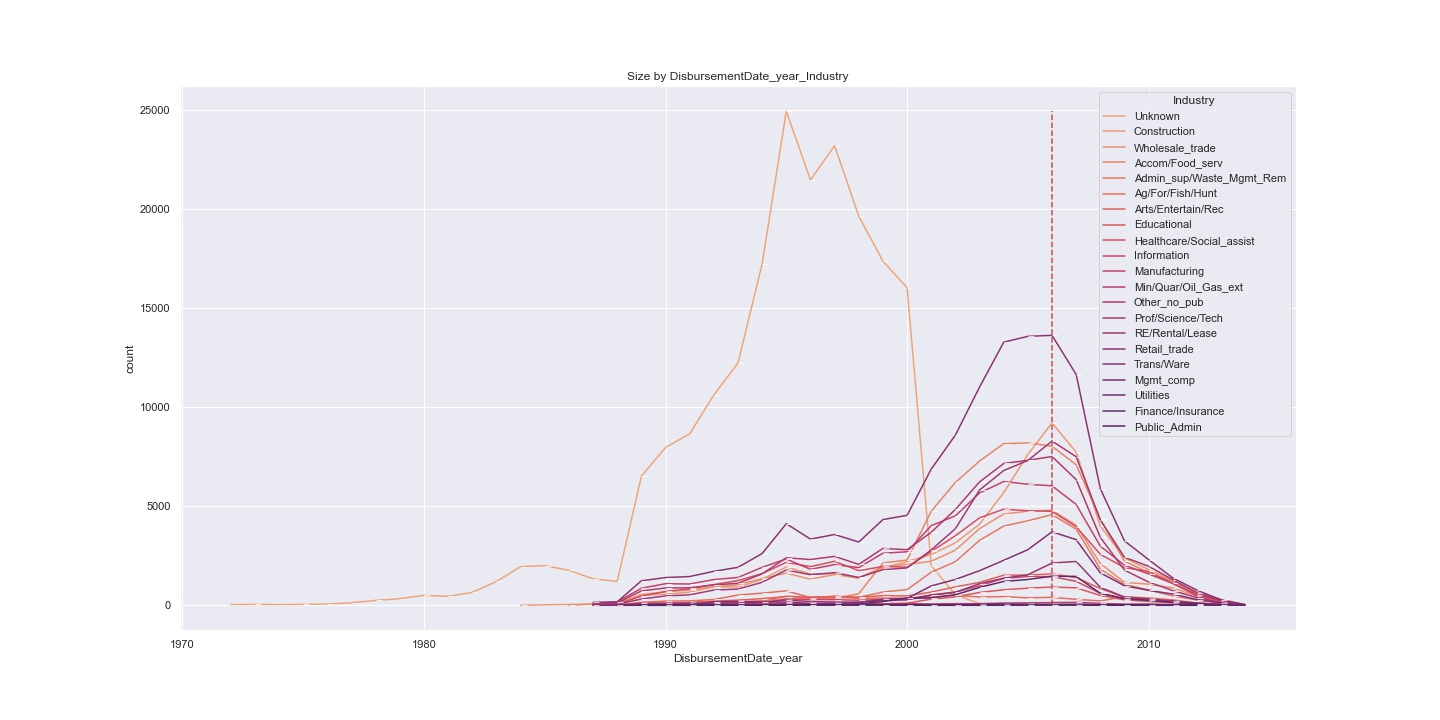 Size by DisbursementDate_year_Industry
25000
20000
15000
10000
5000
0
count
1970
1980
1990
2000
2010
DisbursementDate_year
Industry
Unknown
Construction
Wholesale_trade
Accom/Food_serv
Admin_sup/Waste_Mgmt_Rem
Ag/For/Fish/Hunt
Arts/Entertain/Rec
Educational
Healthcare/Social_assist
Information
Manufacturing
Min/Quar/Oil_Gas_ext
Other_no_pub
Prof/Science/Tech
RE/Rental/Lease
Retail_trade
Trans/Ware
Mgmt_comp
Utilities
Finance/Insurance
Public_Admin